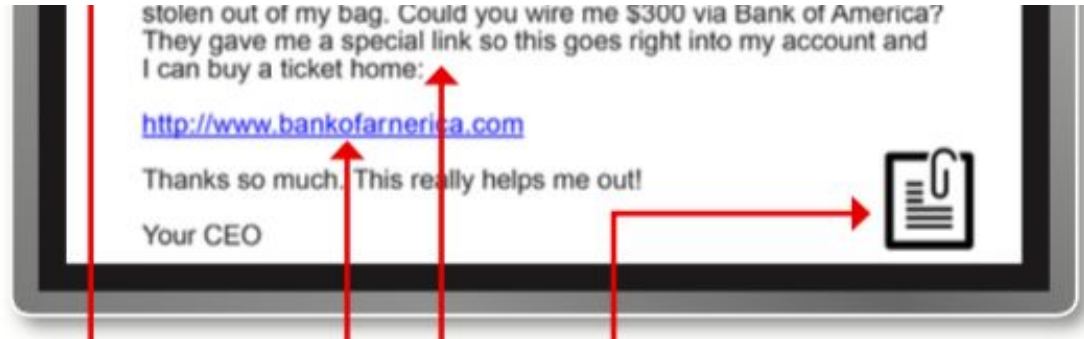 stolen out of my bag. Could you wire me $300 via Bank of America?
They gave me a special link so this goes right into my account and
I can buy a ticket home:
http://www.bankofarnerica.com
Thanks so much. This really helps me out!
Your CEO